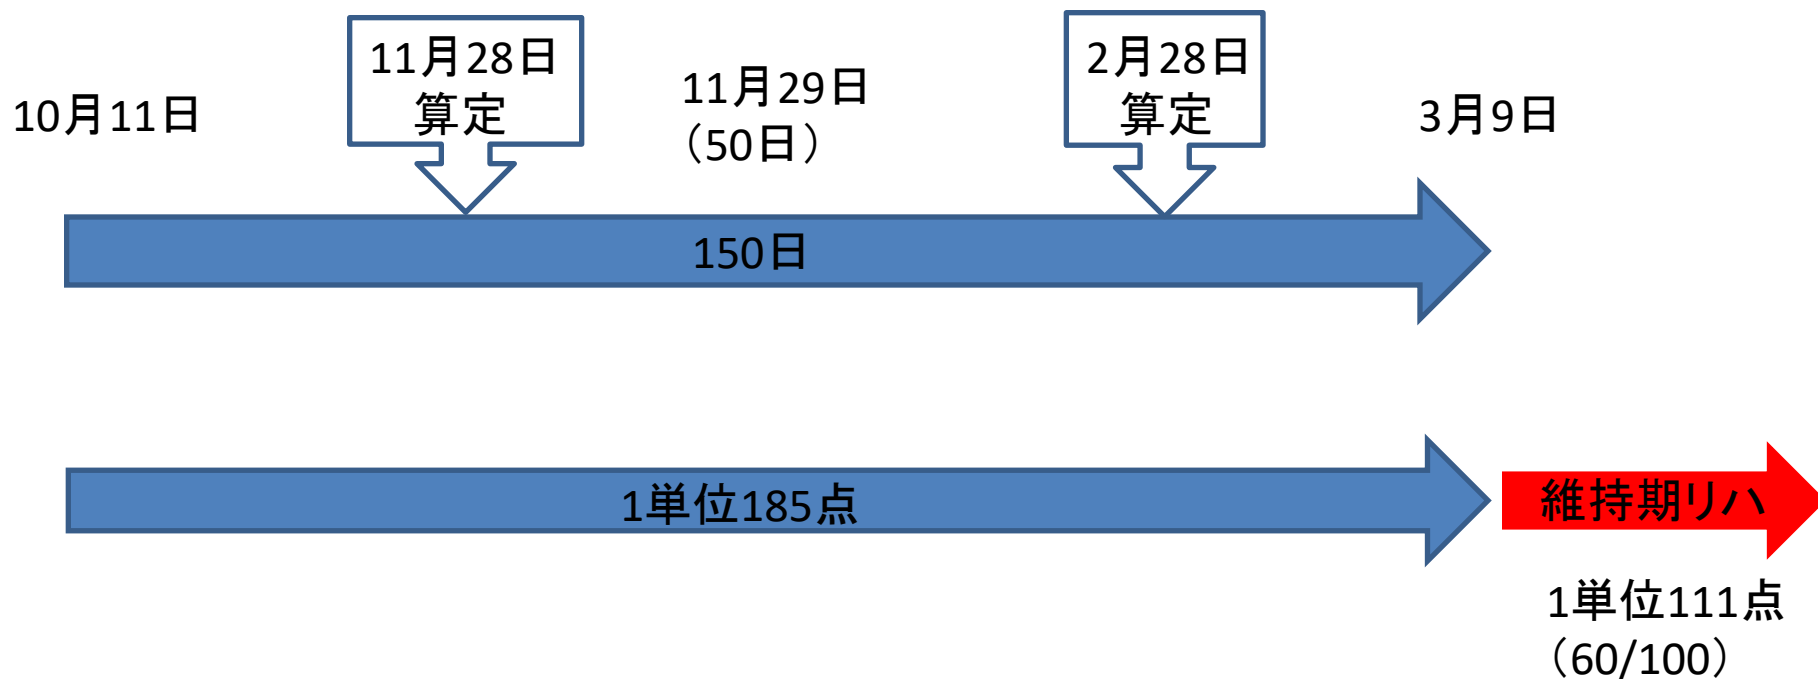 10月11日
11月28日
算定
11月29日
（50日）
2月28日
算定
3月9日
150日
1単位185点
維持期リハ
1単位111点
（60/100）